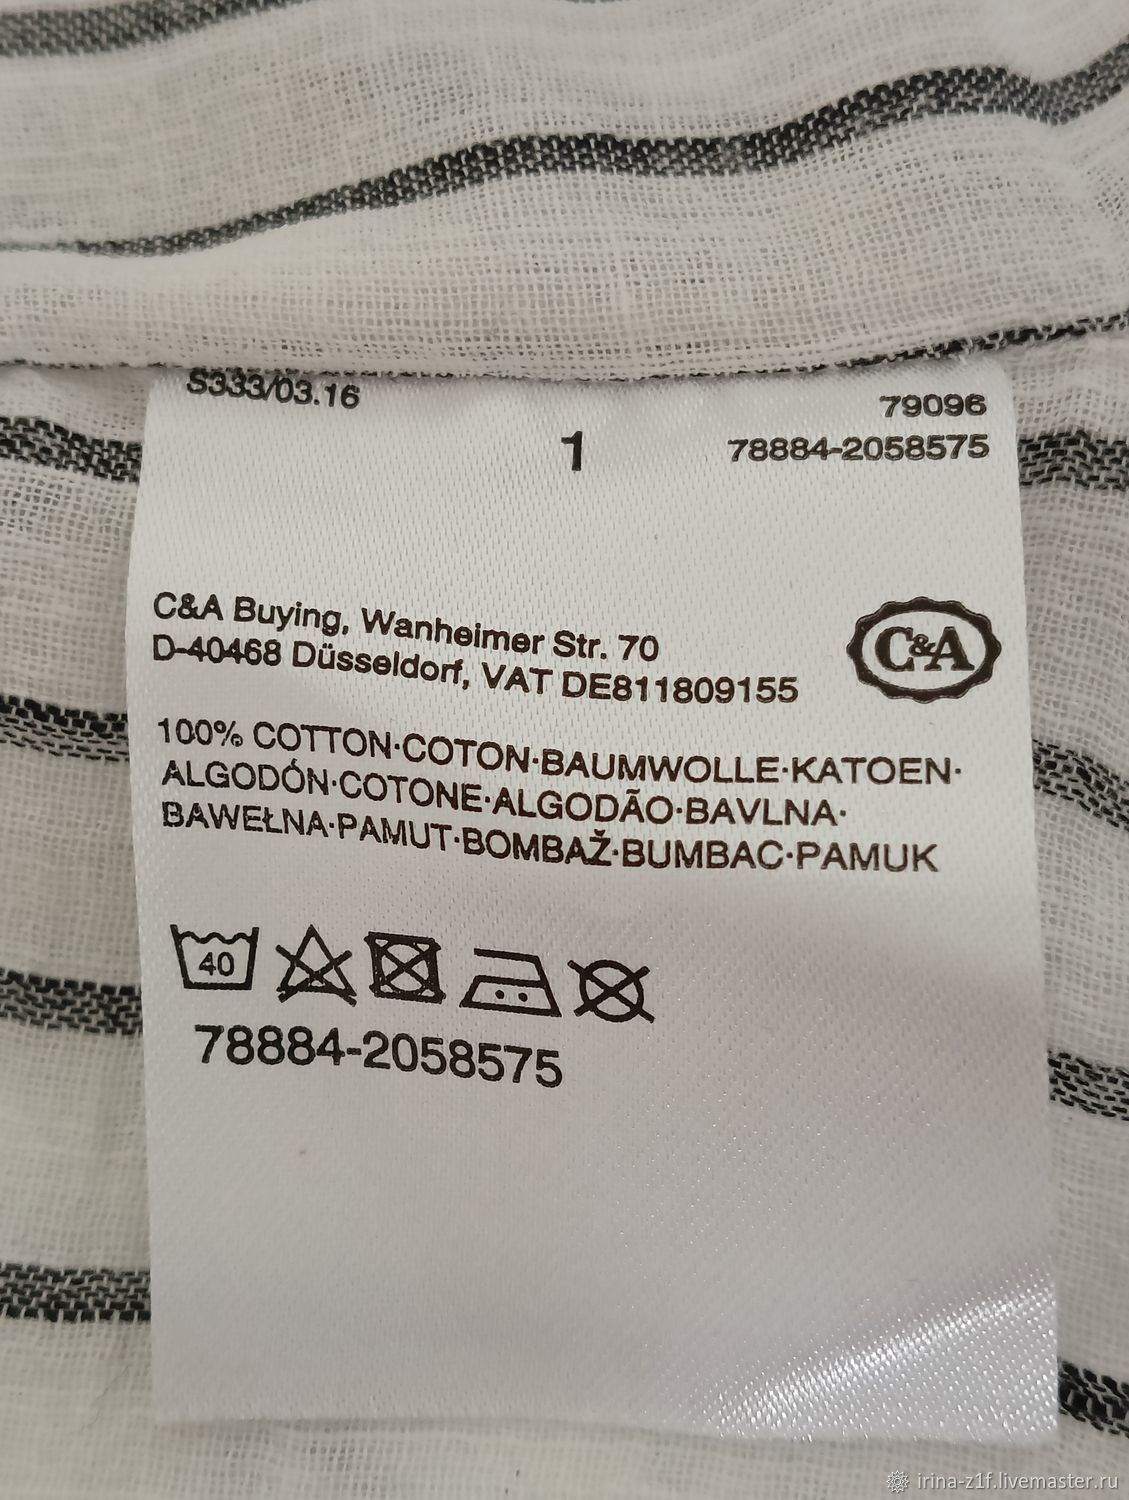 S333/03.16
79096
1
78884-2058575
C&A Buying, Wanheimer Str. 70
D-40468 Düsseldorf, VAT DE811809155
C&A
100% COTTON·COTON·BAUMWOLLE·KATOEN·
ALGODÓN·COTONE·ALGODÃO·BAVLNA·
BAWEŁNA·PAMUT·BOMBAŽ·BUMBAC·PAMUK
40
78884-2058575
irina-z1f.livemaster.ru